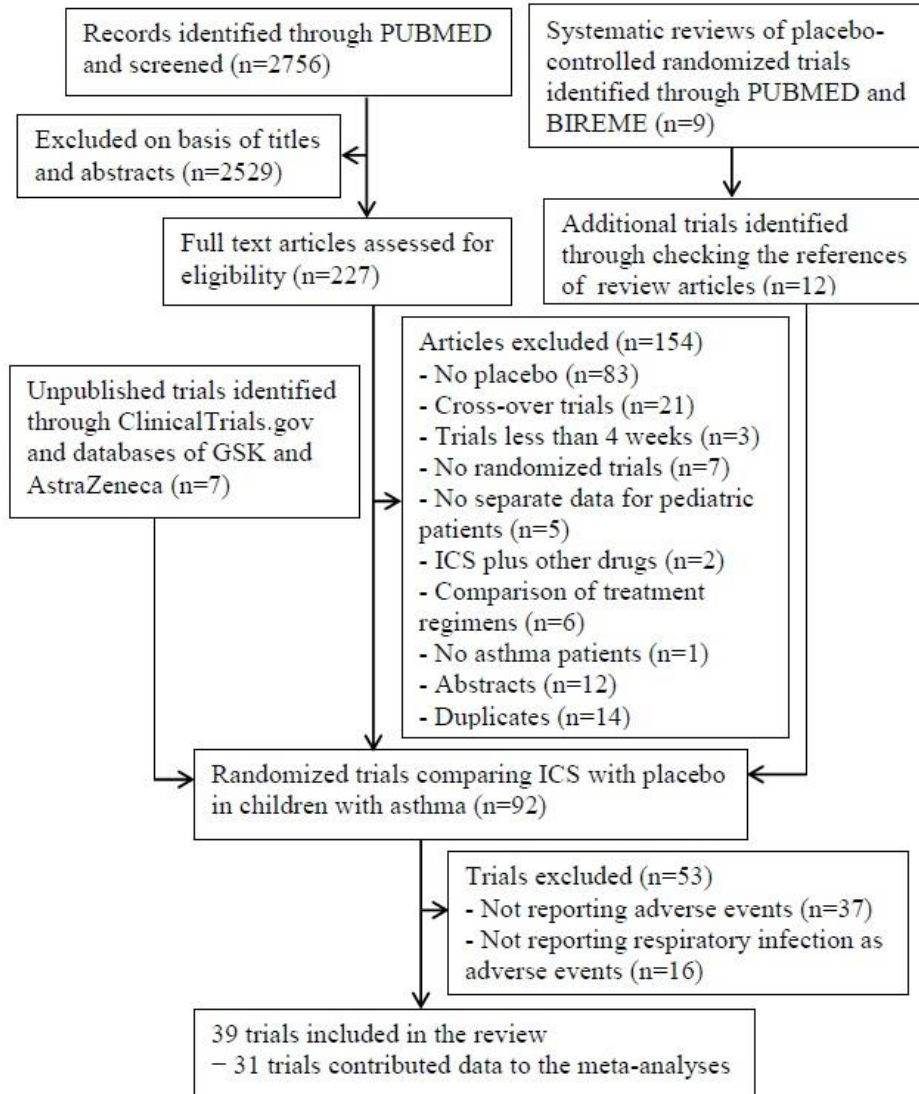 Records identified through PUBMED
and screened (n=2756)
Systematic reviews of placebo-
controlled randomized trials
identified through PUBMED and
BIREME (n=9)
Excluded on basis of titles
and abstracts (n=2529)
Full text articles assessed for
eligibility (n=227)
Additional trials identified
through checking the references
of review articles (n=12)
Unpublished trials identified
through ClinicalTrials.gov
and databases of GSK and
AstraZeneca (n=7)
Articles excluded (n=154)
- No placebo (n=83)
- Cross-over trials (n=21)
- Trials less than 4 weeks (n=3)
- No randomized trials (n=7)
- No separate data for pediatric
patients (n=5)
- ICS plus other drugs (n=2)
- Comparison of treatment
regimens (n=6)
- No asthma patients (n=1)
- Abstracts (n=12)
- Duplicates (n=14)
Randomized trials comparing ICS with placebo
in children with asthma (n=92)
Trials excluded (n=53)
- Not reporting adverse events (n=37)
- Not reporting respiratory infection as
adverse events (n=16)
39 trials included in the review
− 31 trials contributed data to the meta-analyses